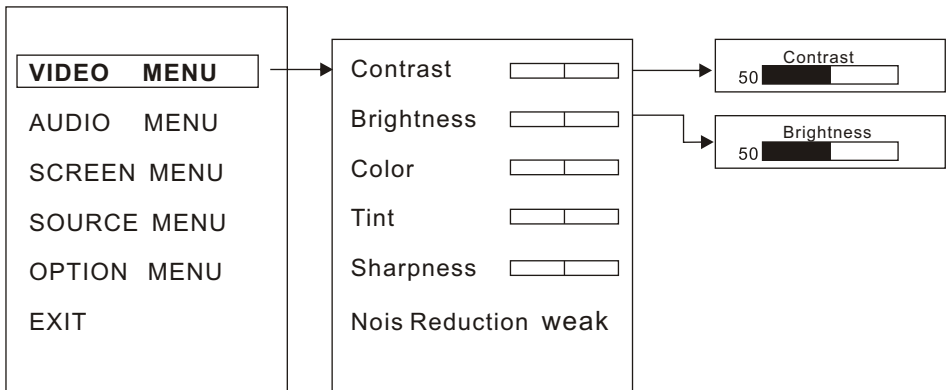 VIDEO MENU
AUDIO MENU
SCREEN MENU
SOURCE MENU
OPTION MENU
EXIT
Contrast
Brightness
Color
Tint
Sharpness
Nois Reduction weak
Contrast
50
Brightness
50